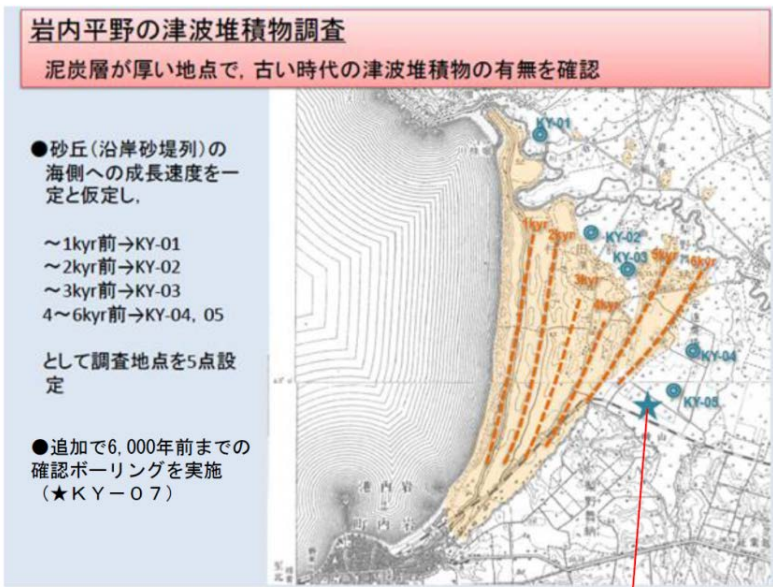 岩内平野の津波堆積物調査
泥炭層が厚い地点で，古い時代の津波堆積物の有無を確認
●砂丘(沿岸砂堤列)の
海側への成長速度を一
定と仮定し，
～1kyr前→KY-01
～2kyr前→KY-02
～3kyr前→KY-03
4～6kyr前→KY-04, 05
として調査地点を5点設
定
●追加で6,000年前までの
確認ボーリングを実施
(★KY－07)
KY-01
1kyr
2kyr
KY-02
KY-03
3kyr
4kyr
5kyr
6kyr
KY-04
KY-05
港内岩
町内岩